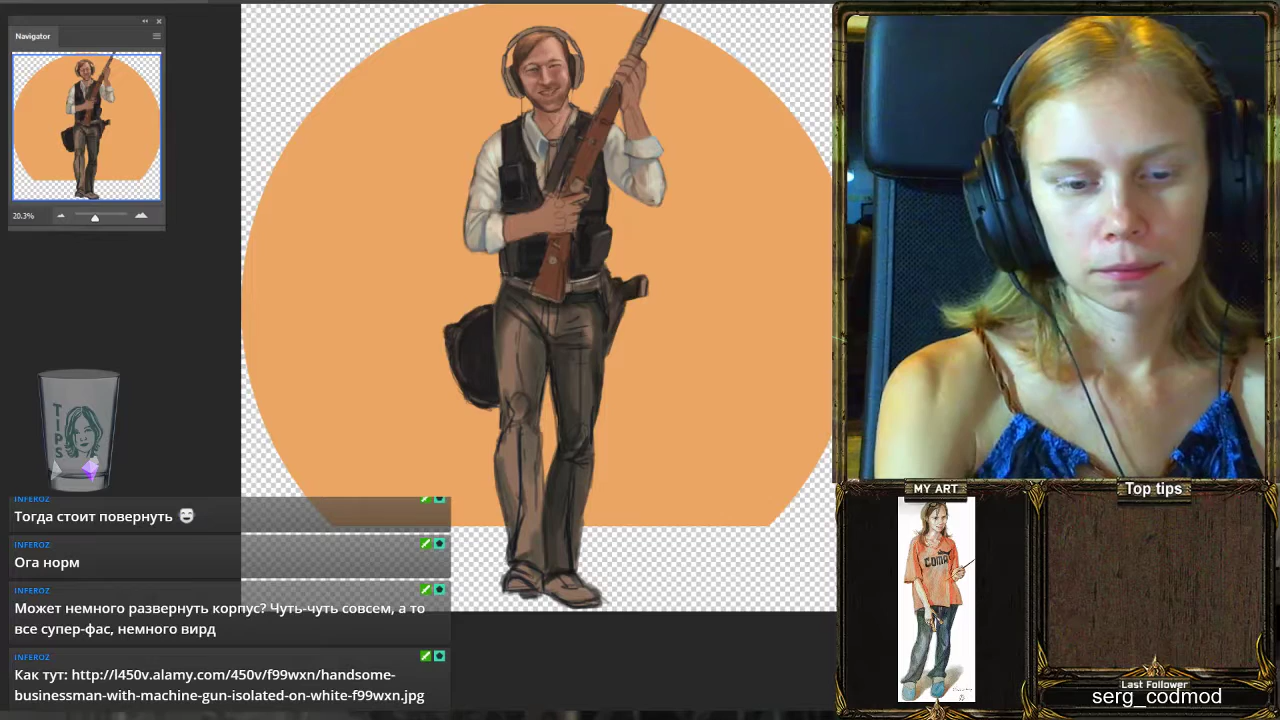 Navigator
20.3%
TIPS
INFEROZ
Тогда стоит повернуть
INFEROZ
Ога норм
INFEROZ
Может немного развернуть корпус? Чуть-чуть совсем, а то
все супер-фас, немного вирд
INFEROZ
Как тут: http://l450v.alamy.com/450v/f99wxn/handsome-
businessman-with-machine-gun-isolated-on-white-f99wxn.jpg
MY ART
Top tips
Last Follower
serg_codmod